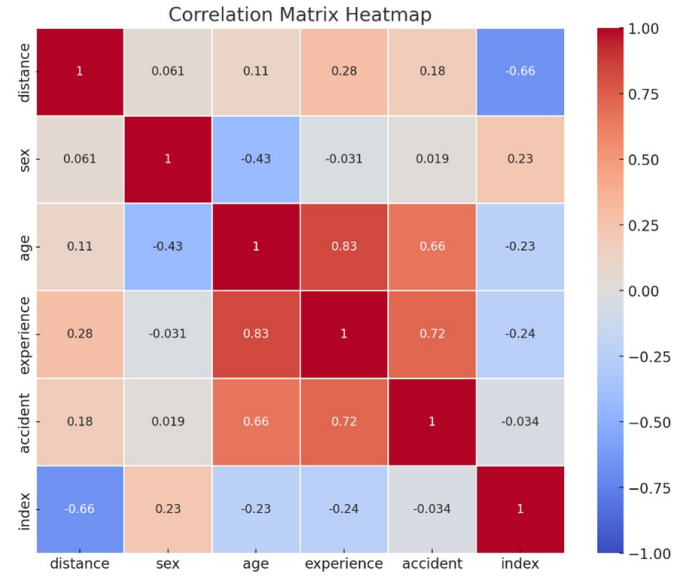 Correlation Matrix Heatmap
distance 1 0.061 0.11 0.28 0.18 -0.66
sex 0.061 1 -0.43 -0.031 0.019 0.23
age 0.11 -0.43 1 0.83 0.66 -0.23
experience 0.28 -0.031 0.83 1 0.72 -0.24
accident 0.18 0.019 0.66 0.72 1 -0.034
index -0.66 0.23 -0.23 -0.24 -0.034 1
distance sex age experience accident index
1.00
0.75
0.50
0.25
0.00
−0.25
−0.50
−0.75
−1.00